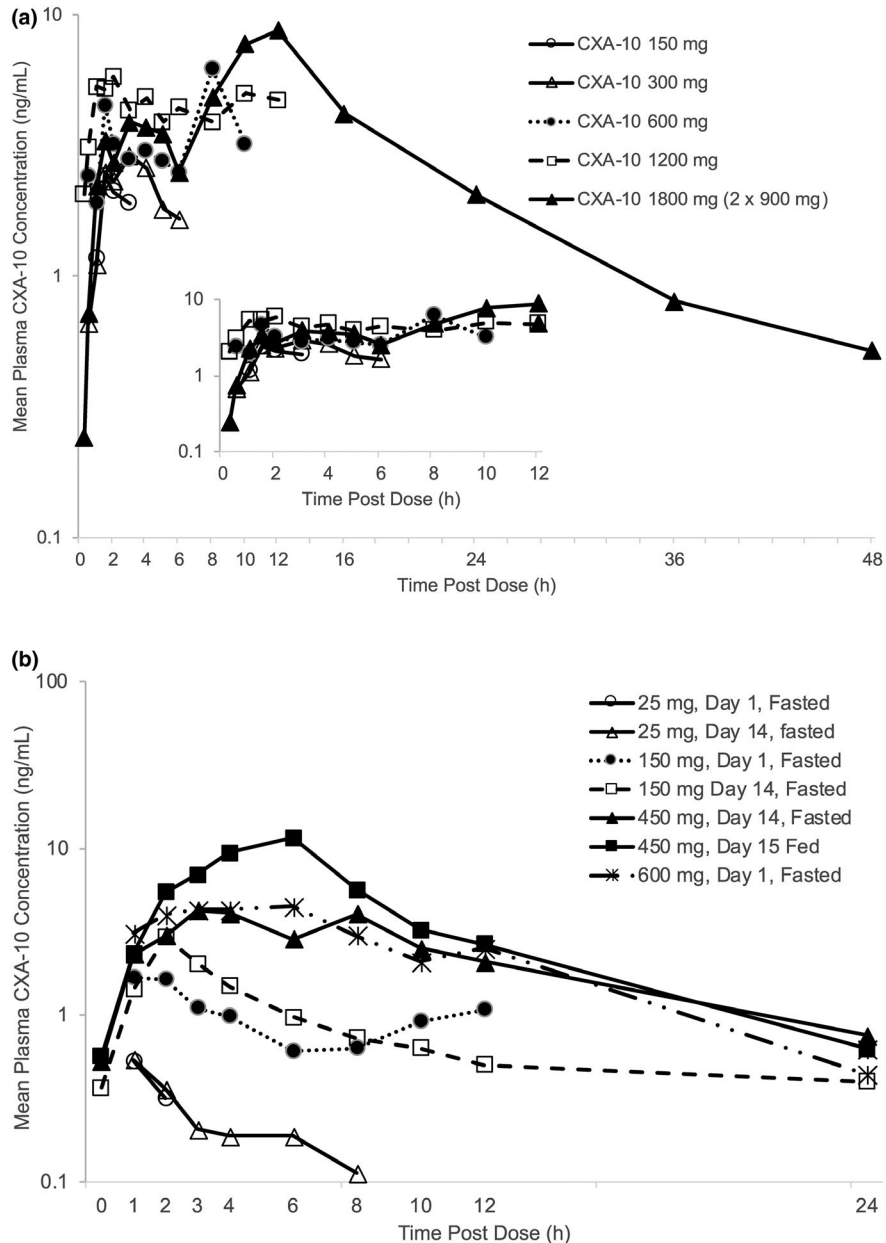 (a)
10
1
0.1
Mean Plasma CXA-10 Concentration (ng/mL)
CXA-10 150 mg
CXA-10 300 mg
CXA-10 600 mg
CXA-10 1200 mg
CXA-10 1800 mg (2 x 900 mg)
10
1
0.1
0 2 4 6 8 10 12
Time Post Dose (h)
0 2 4 6 8 10 12 16 24 36 48
Time Post Dose (h)
(b)
100
10
1
0.1
Mean Plasma CXA-10 Concentration (ng/mL)
25 mg, Day 1, Fasted
25 mg, Day 14, fasted
150 mg, Day 1, Fasted
150 mg Day 14, Fasted
450 mg, Day 14, Fasted
450 mg, Day 15 Fed
600 mg, Day 1, Fasted
0 1 2 3 4 6 8 10 12 24
Time Post Dose (h)